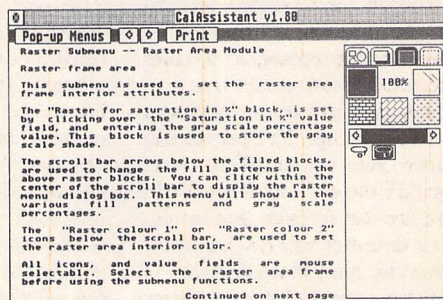 CalAssistant v1.80
Pop-up Menus Print
Raster Submenu -- Raster Area Module
Raster frame area
This submenu is used to set the raster area
frame interior attributes.
The "Raster for saturation in %" block, is set
by clicking over the "Saturation in %" value
field, and entering the gray scale percentage
value. This block is used to store the gray
scale shade.
The scroll bar arrows below the filled blocks,
are used to change the fill patterns in the
above raster blocks. You can click within the
center of the scroll bar to display the raster
menu dialog box. This menu will show all the
various fill patterns and gray scale
percentages.
The "Raster colour 1" or "Raster colour 2"
icons below the scroll bar, are used to set
the raster area interior color.
All icons, and value fields are mouse
selectable. Select the raster area frame
before using the submenu functions.
Continued on next page
100%